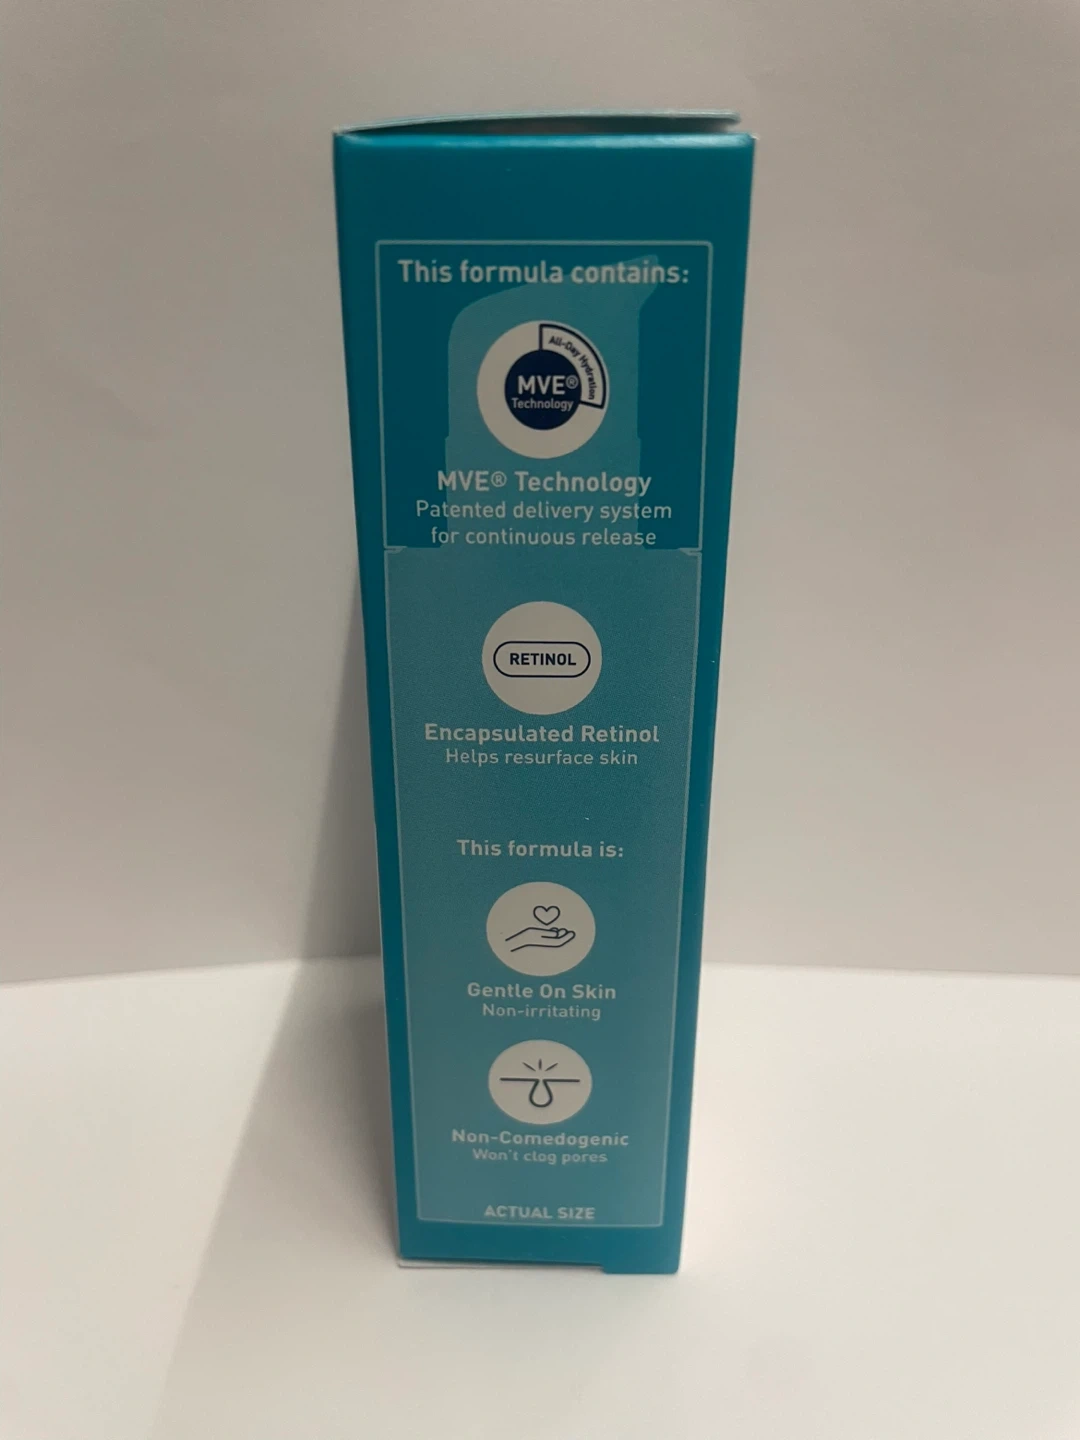 This formula contains:
All-Day Hydration
MVE®
Technology
MVE® Technology
Patented delivery system
for continuous release
RETINOL
Encapsulated Retinol
Helps resurface skin
This formula is:
Gentle On Skin
Non-irritating
Non-Comedogenic
Won't clog pores
ACTUAL SIZE